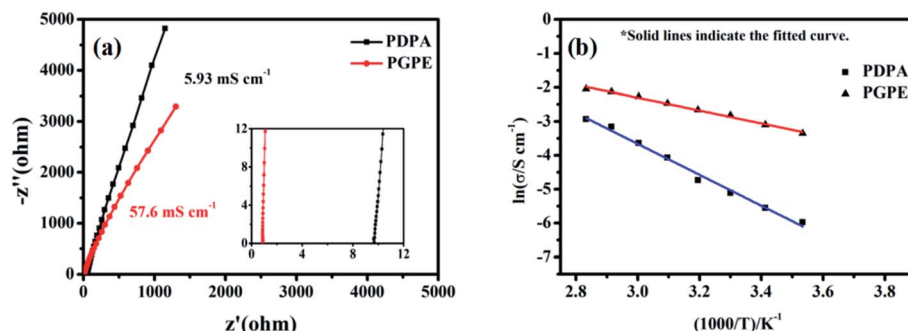 (a)
PDPA
PGPE
5.93 mS cm⁻¹
57.6 mS cm⁻¹
-z''(ohm)
5000
4000
3000
2000
1000
0
0 1000 2000 3000 4000 5000
z'(ohm)
12
8
4
0
0 4 8 12
(b)
*Solid lines indicate the fitted curve.
PDPA
PGPE
ln(σ/S cm⁻¹)
0
-1
-2
-3
-4
-5
-6
-7
2.8 3.0 3.2 3.4 3.6 3.8
(1000/T)/K⁻¹